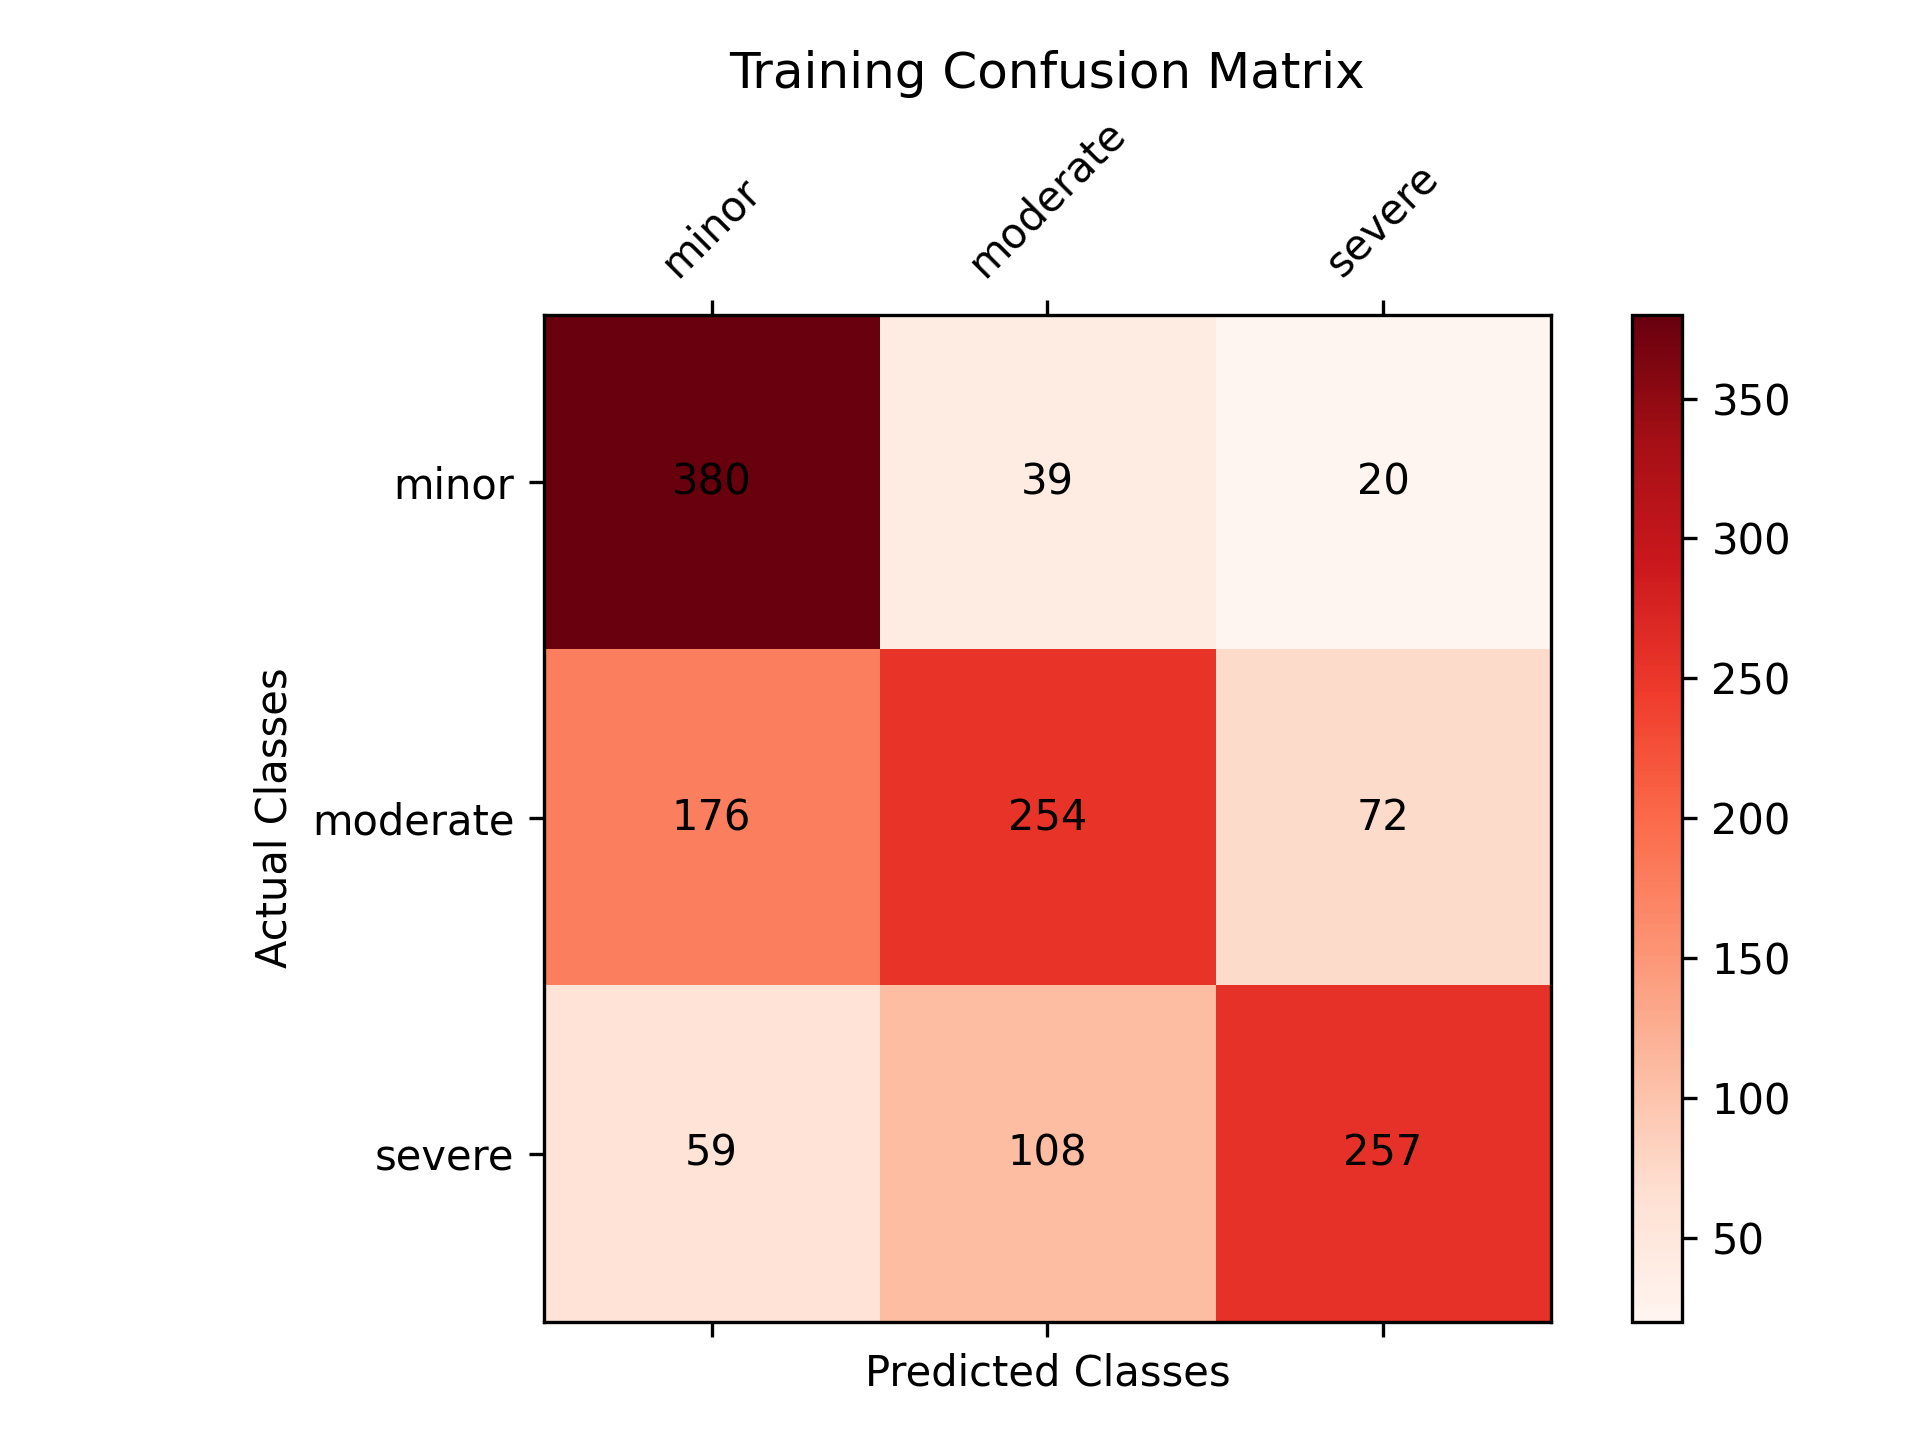 Training Confusion Matrix
minor moderate severe
minor 380 39 20
moderate 176 254 72
severe 59 108 257
Actual Classes
Predicted Classes
350
300
250
200
150
100
50